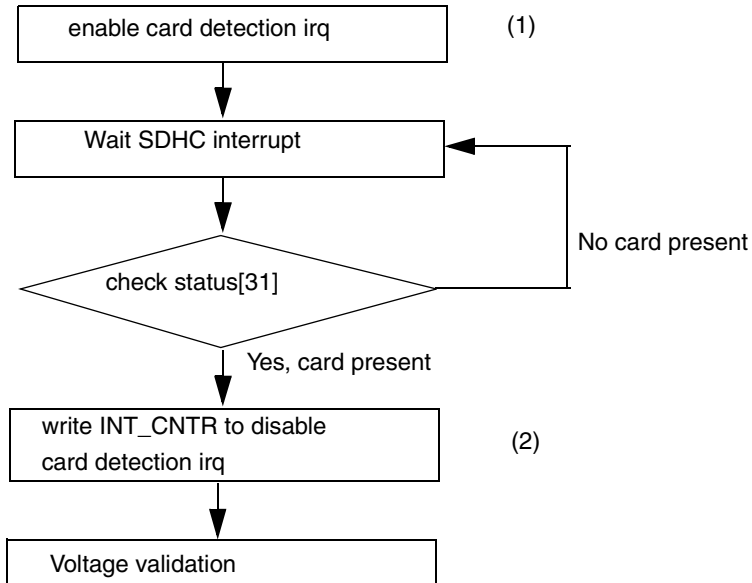 enable card detection irq
(1)
Wait SDHC interrupt
No card present
check status[31]
Yes, card present
write INT_CNTR to disable
card detection irq
(2)
Voltage validation